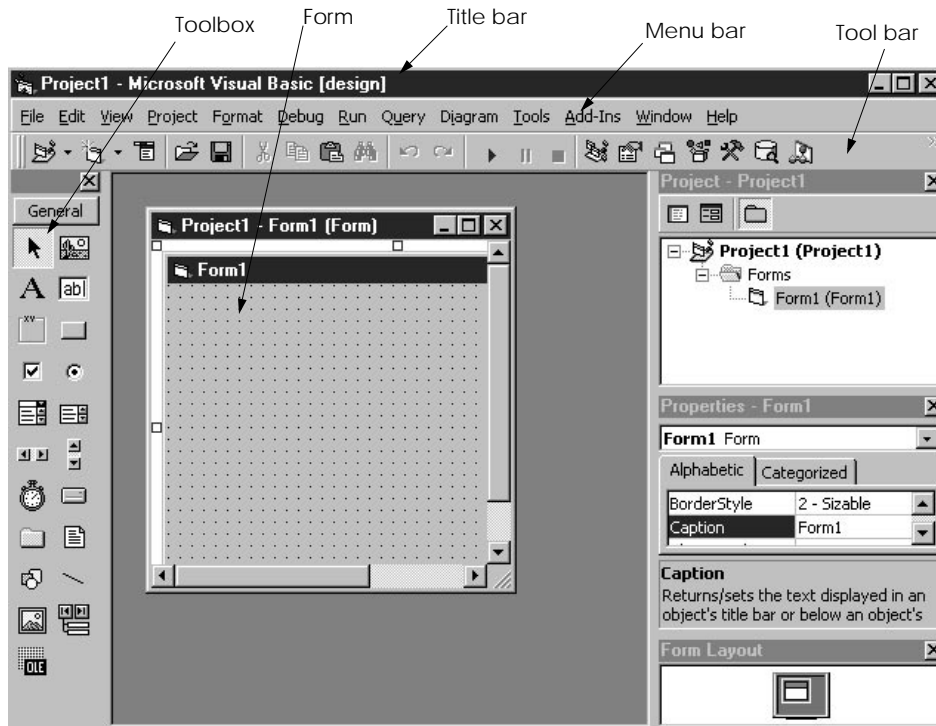 Toolbox
Form
Title bar
Menu bar
Tool bar
Project1 - Microsoft Visual Basic [design]
File Edit View Project Format Debug Run Query Diagram Tools Add-Ins Window Help
General
A
ab
XY
OLE
Project1 - Form1 (Form)
Form1
Project - Project1
Project1 (Project1)
Forms
Form1 (Form1)
Properties - Form1
Form1 Form
Alphabetic Categorized
BorderStyle 2 - Sizable
Caption Form1
Caption
Returns/sets the text displayed in an
object's title bar or below an object's
Form Layout